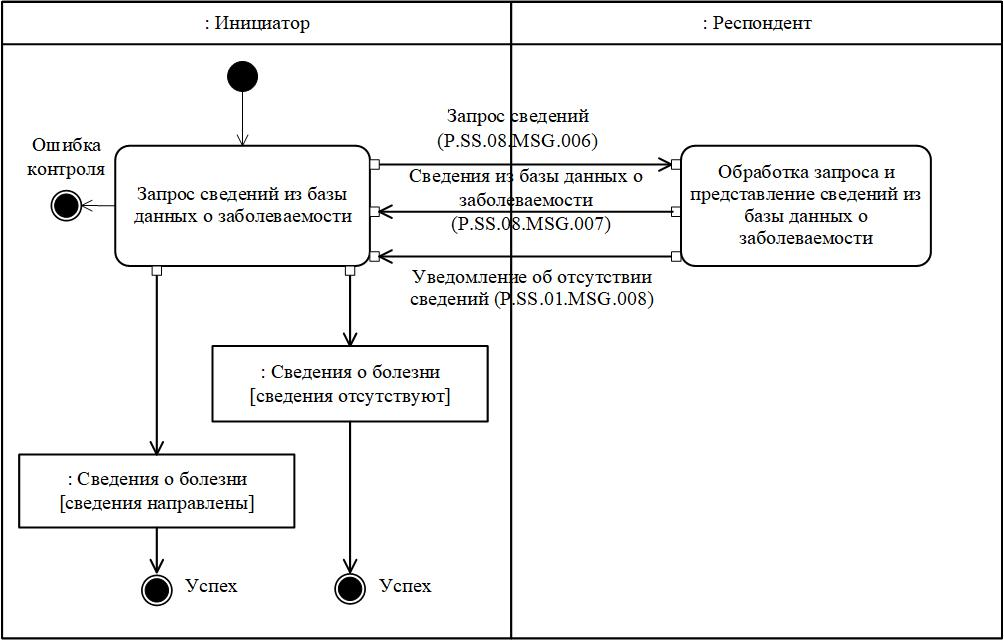 : Инициатор
: Респондент
Ошибка
контроля
Запрос сведений из базы
данных о заболеваемости
Запрос сведений
(P.SS.08.MSG.006)
Сведения из базы данных о
заболеваемости
(P.SS.08.MSG.007)
Уведомление об отсутствии
сведений (P.SS.01.MSG.008)
Обработка запроса и
представление сведений из
базы данных о
заболеваемости
: Сведения о болезни
[сведения отсутствуют]
: Сведения о болезни
[сведения направлены]
Успех
Успех